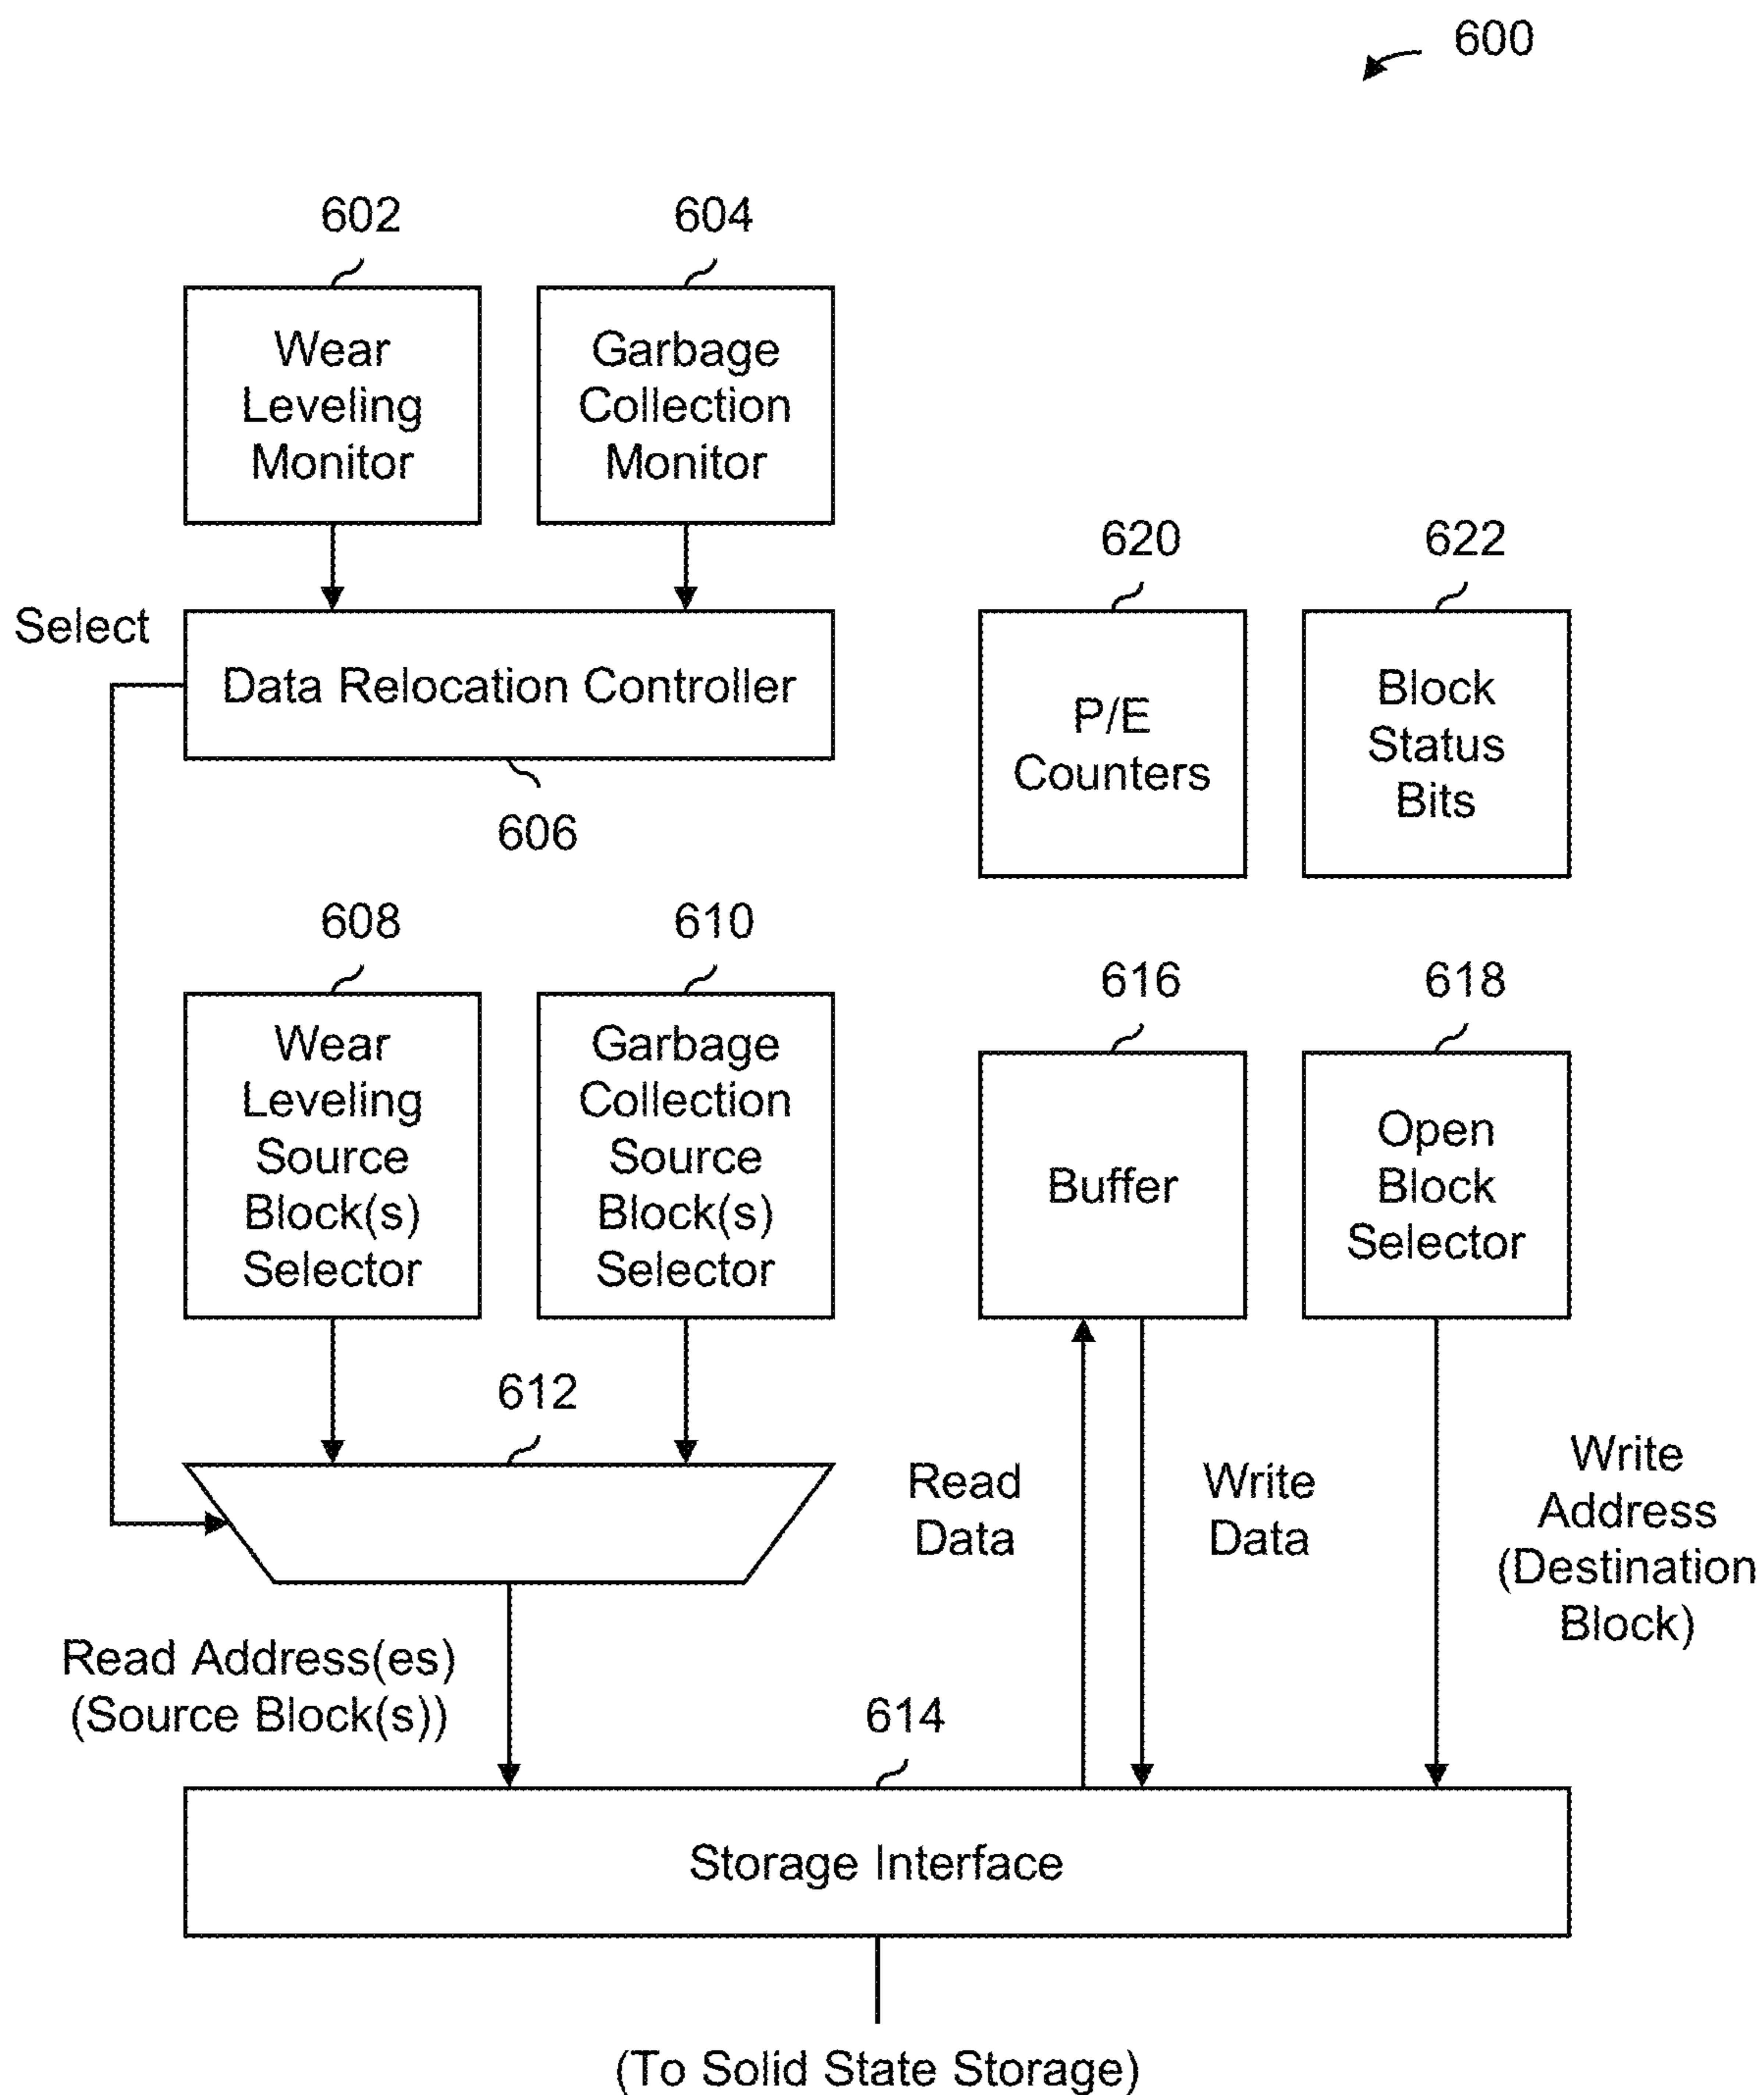 600
602
604
Wear
Leveling
Monitor
Garbage
Collection
Monitor
620
622
Select
Data Relocation Controller
P/E
Counters
Block
Status
Bits
606
608
610
616
618
Wear
Leveling
Source
Block(s)
Selector
Garbage
Collection
Source
Block(s)
Selector
Buffer
Open
Block
Selector
612
Read
Data
Write
Data
Write
Address
(Destination
Block)
Read Address(es)
(Source Block(s))
614
Storage Interface
(To Solid State Storage)